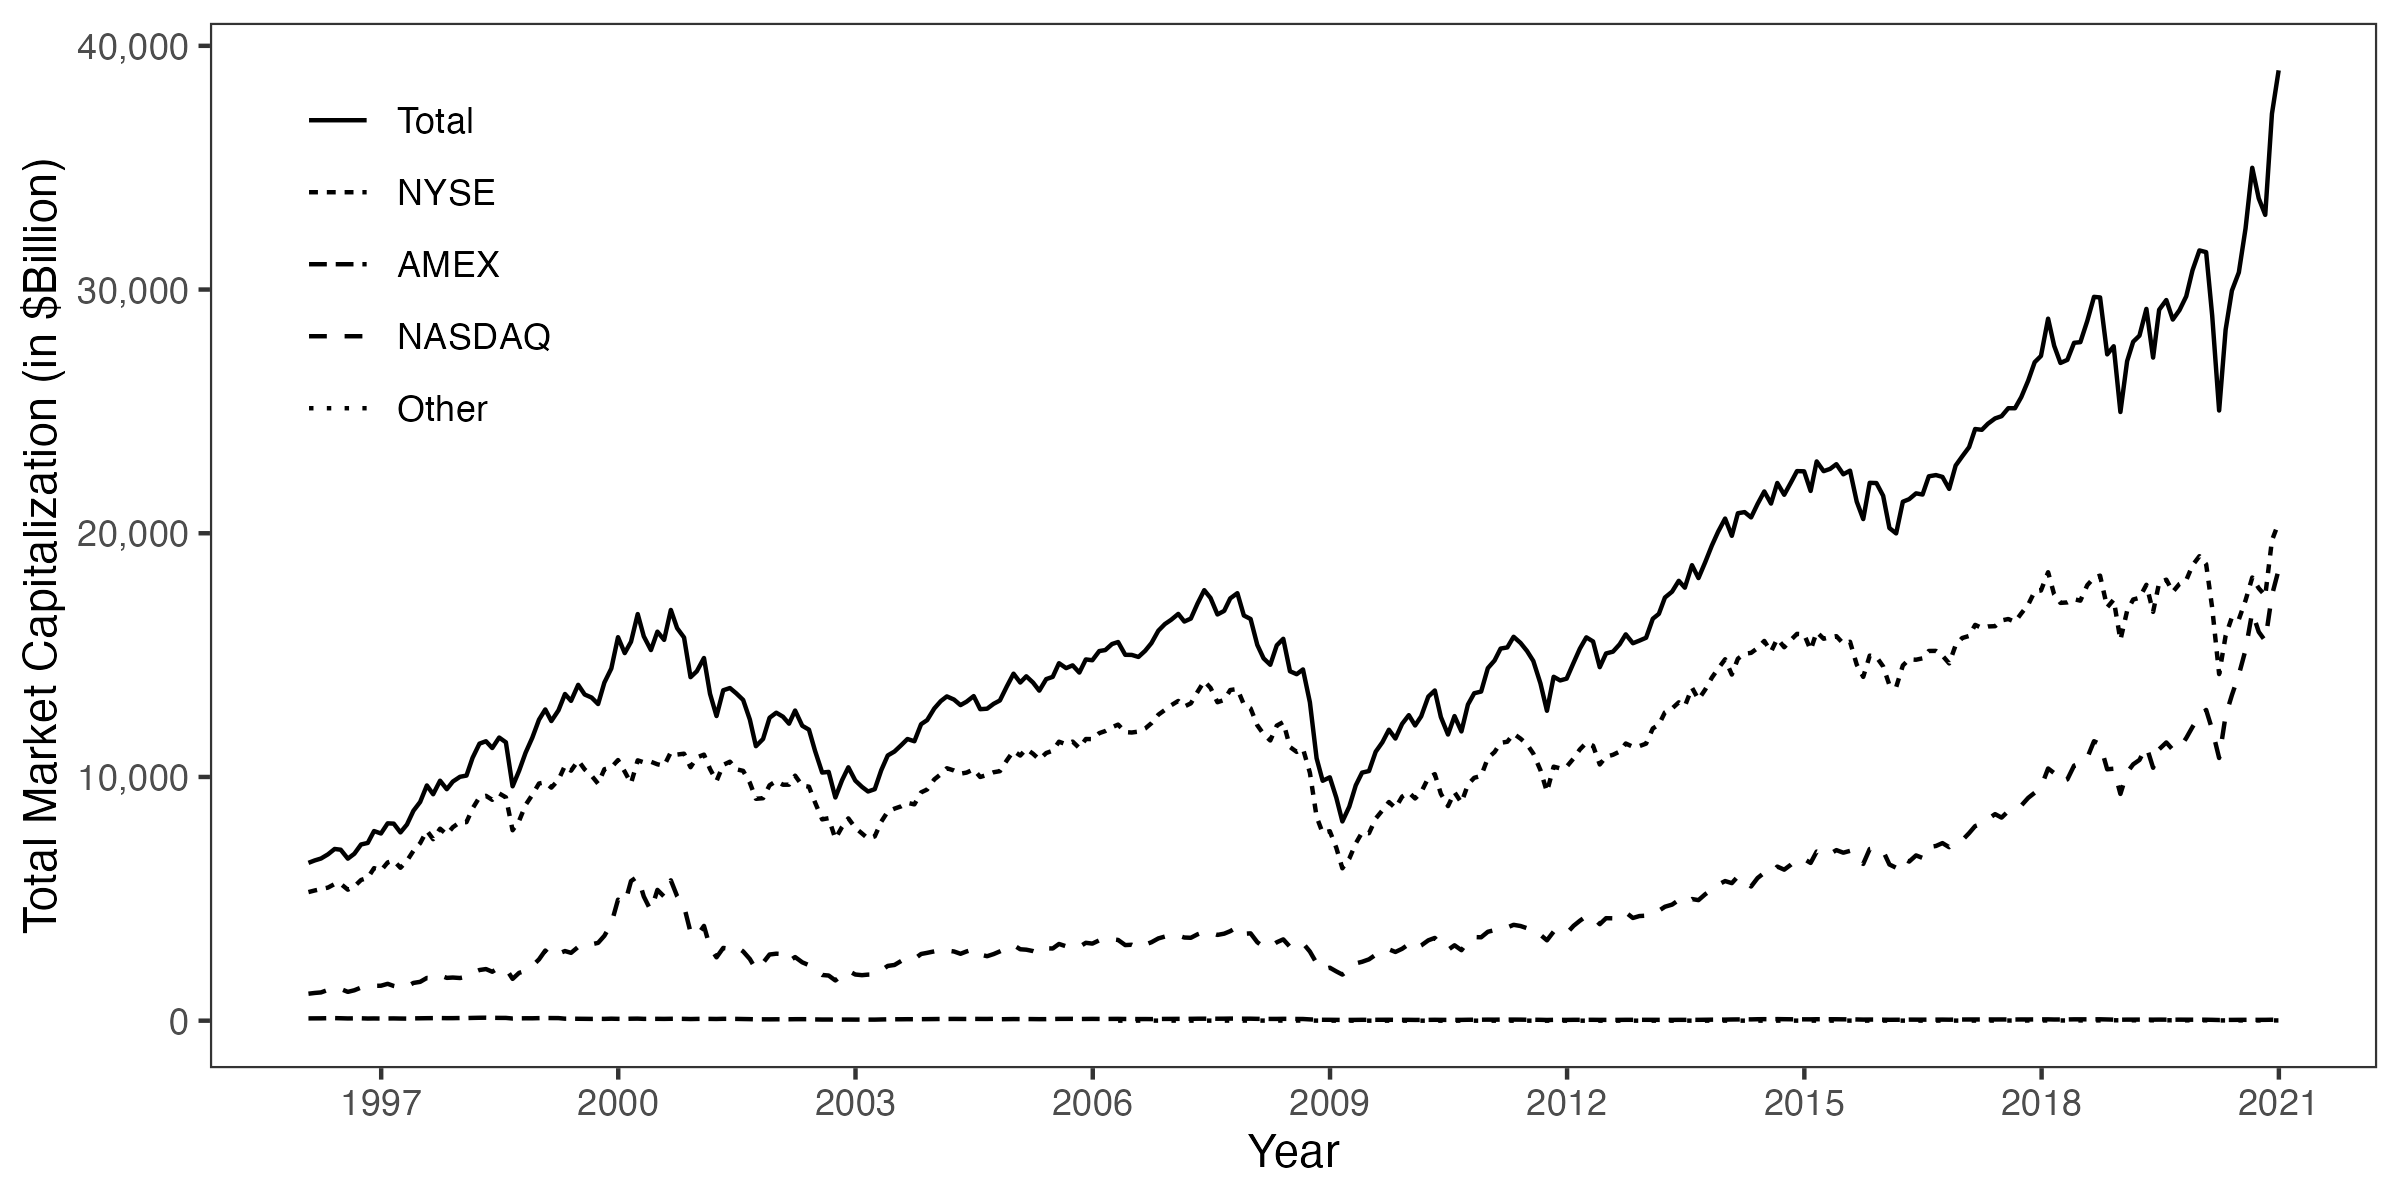 Total Market Capitalization (in $Billion)
40,000
30,000
20,000
10,000
0
Total
NYSE
AMEX
NASDAQ
Other
1997 2000 2003 2006 2009 2012 2015 2018 2021
Year